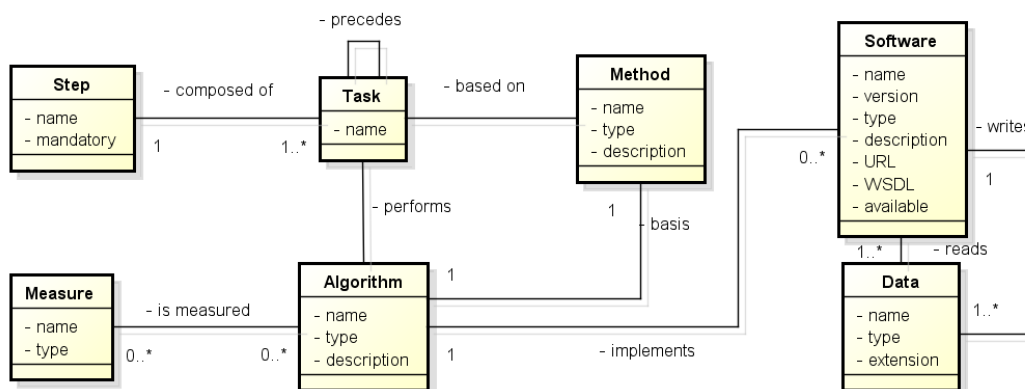 - precedes
Software
Step
- name
- mandatory
- composed of
1
1..*
Task
- name
- based on
Method
- name
- type
- description
- name
- version
- type
- description
- URL
- WSDL
- available
- writes
1
0..*
- performs
1
- basis
1..*
- reads
Measure
- name
- type
- is measured
0..*
0..*
Algorithm
- name
- type
- description
1
1
- implements
Data
- name
- type
- extension
1..*